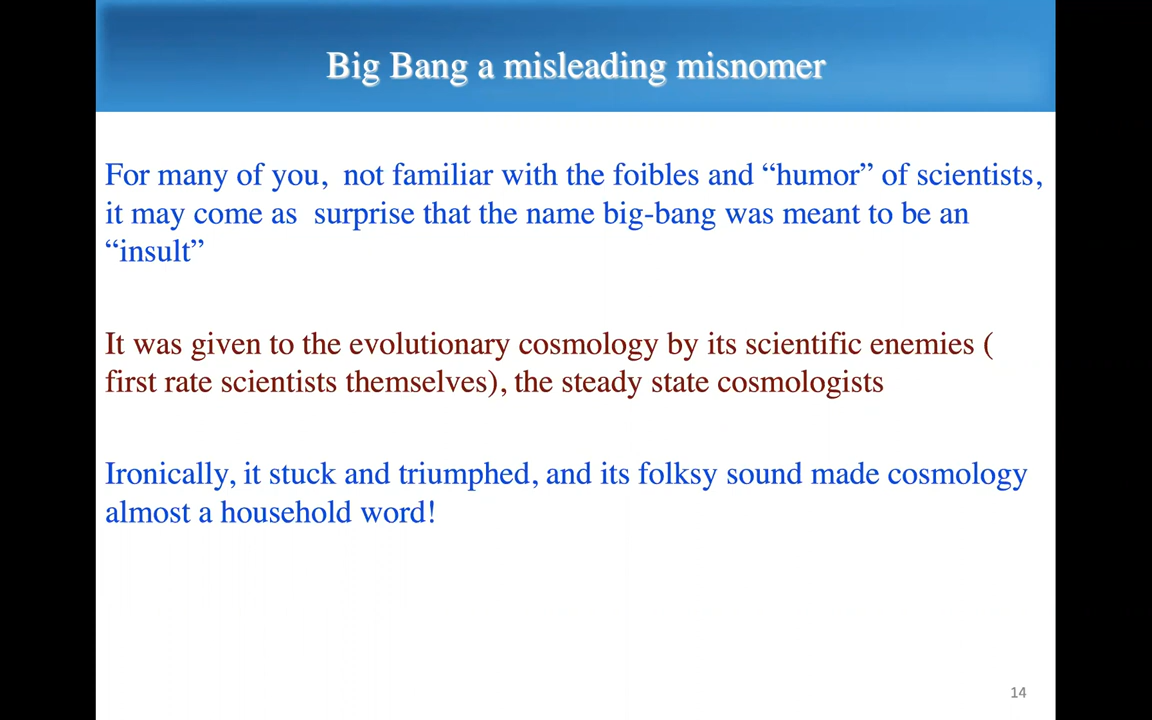 Big Bang a misleading misnomer
For many of you,  not familiar with the foibles and “humor” of scientists,
it may come as  surprise that the name big-bang was meant to be an
“insult”
It was given to the evolutionary cosmology by its scientific enemies (
first rate scientists themselves), the steady state cosmologists
Ironically, it stuck and triumphed, and its folksy sound made cosmology
almost a household word!
14